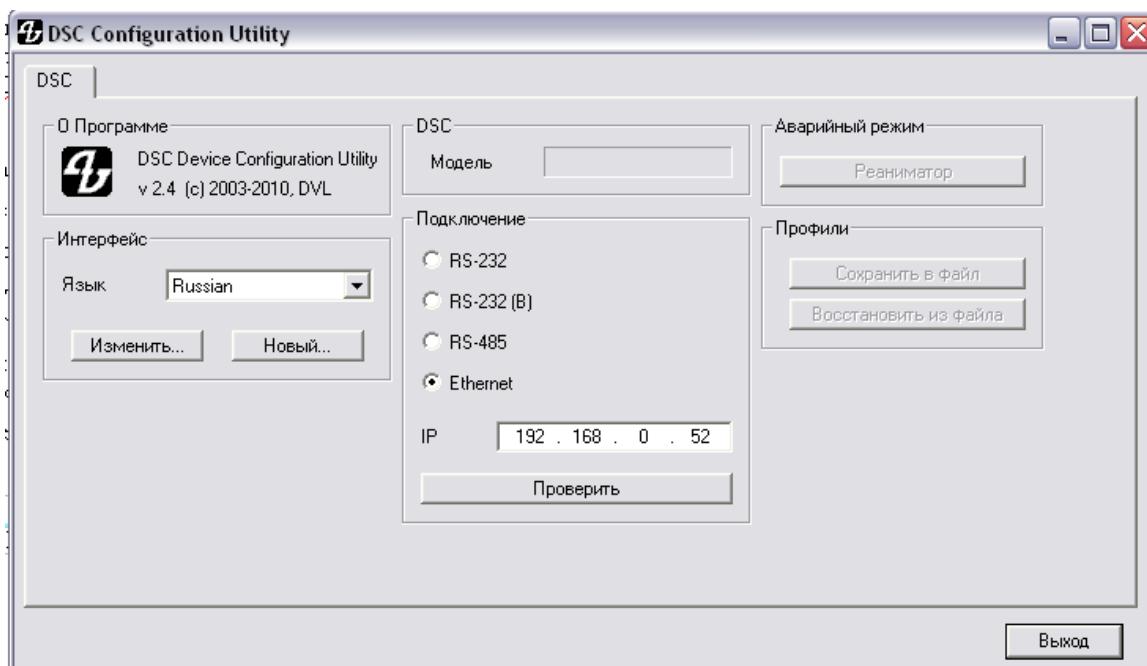 DSC Configuration Utility
DSC
О Программе
DSC Device Configuration Utility
v 2.4 (c) 2003-2010, DVL
Интерфейс
Язык
Russian
Изменить...
Новый...
DSC
Модель
Подключение
RS-232
RS-232 (B)
RS-485
Ethernet
IP
192 . 168 . 0 . 52
Проверить
Аварийный режим
Реаниматор
Профили
Сохранить в файл
Восстановить из файла
Выход